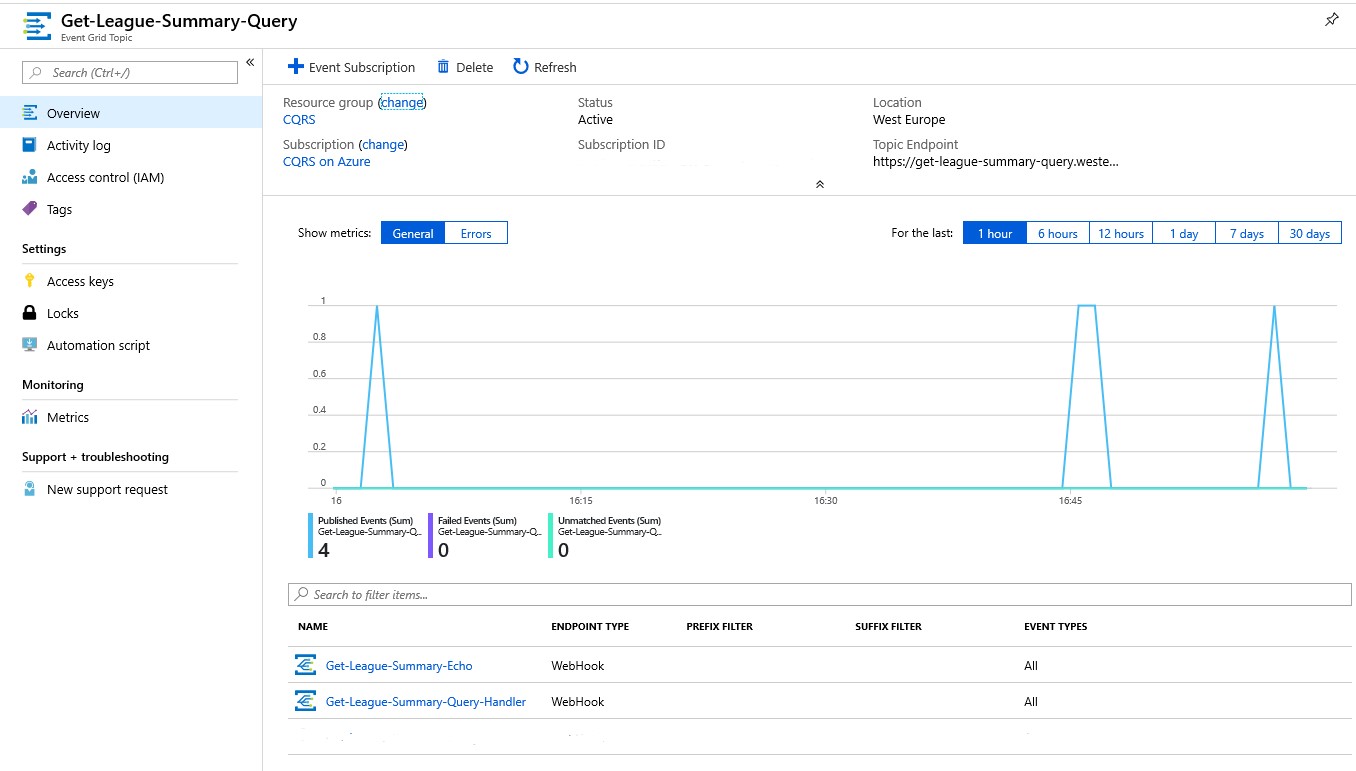 Get-League-Summary-Query
Event Grid Topic
Search (Ctrl+/)
«
Overview
Activity log
Access control (IAM)
Tags
Settings
Access keys
Locks
Automation script
Monitoring
Metrics
Support + troubleshooting
New support request
Event Subscription Delete Refresh
Resource group (change)
CQRS
Subscription (change)
CQRS on Azure
Status
Active
Subscription ID
Location
West Europe
Topic Endpoint
https://get-league-summary-query.weste...
Show metrics: General Errors
For the last: 1 hour 6 hours 12 hours 1 day 7 days 30 days
1
0.8
0.6
0.4
0.2
0
16 16:15 16:30 16:45
Published Events (Sum)
Get-League-Summary-Q...
4
Failed Events (Sum)
Get-League-Summary-Q...
0
Unmatched Events (Sum)
Get-League-Summary-Q...
0
Search to filter items...
NAME ENDPOINT TYPE PREFIX FILTER SUFFIX FILTER EVENT TYPES
Get-League-Summary-Echo WebHook All
Get-League-Summary-Query-Handler WebHook All